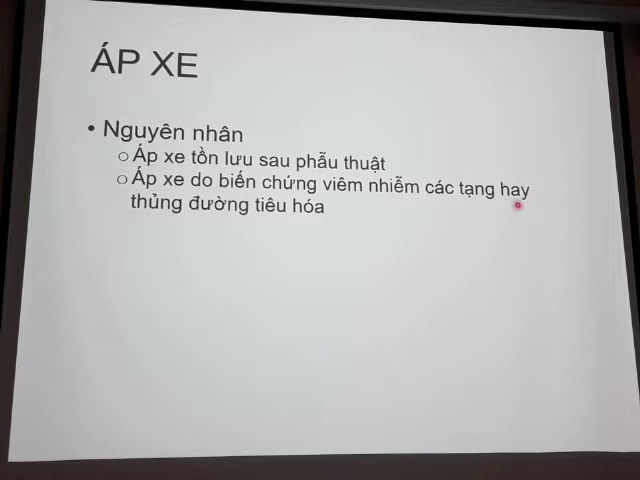 ÁP XE
• Nguyên nhân
○ Áp xe tồn lưu sau phẫu thuật
○ Áp xe do biến chứng viêm nhiễm các tạng hay
thủng đường tiêu hóa